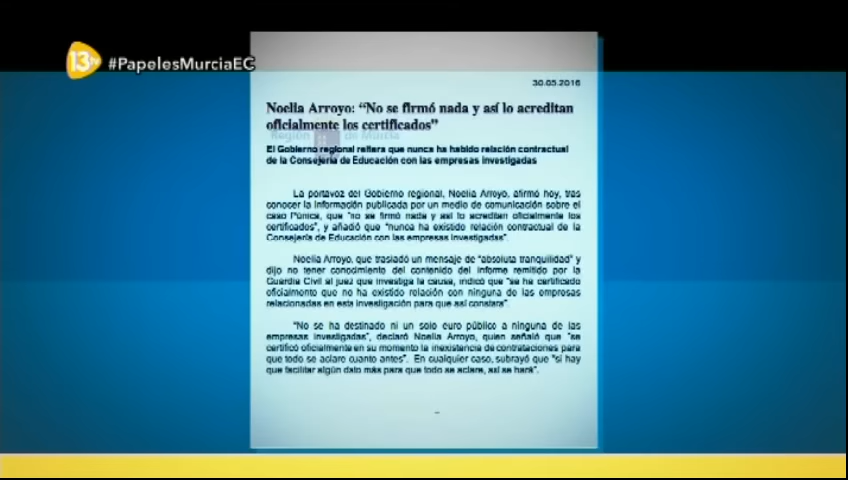 13tv #PapelesMurciaEC
30.05.2016
Noelia Arroyo: “No se firmó nada y así lo acreditan
oficialmente los certificados”
Región de Murcia
El Gobierno regional reitera que nunca ha habido relación contractual
de la Consejería de Educación con las empresas investigadas
La portavoz del Gobierno regional, Noelia Arroyo, afirmó hoy, tras
conocer la información publicada por un medio de comunicación sobre el
caso Púnica, que “no se firmó nada y así lo acreditan oficialmente los
certificados”, y añadió que “nunca ha existido relación contractual de la
Consejería de Educación con las empresas investigadas”.
Noelia Arroyo, que trasladó un mensaje de “absoluta tranquilidad” y
dijo no tener conocimiento del contenido del informe remitido por la
Guardia Civil al juez que investiga la causa, indicó que “se ha certificado
oficialmente que no ha existido relación con ninguna de las empresas
relacionadas en esta investigación para que así constara”.
“No se ha destinado ni un solo euro público a ninguna de las
empresas investigadas”, declaró Noelia Arroyo, quien señaló que “se
certificó oficialmente en su momento la inexistencia de contrataciones para
que todo se aclare cuanto antes”. En cualquier caso, subrayó que “si hay
que facilitar algún dato más para que todo se aclare, así se hará”.